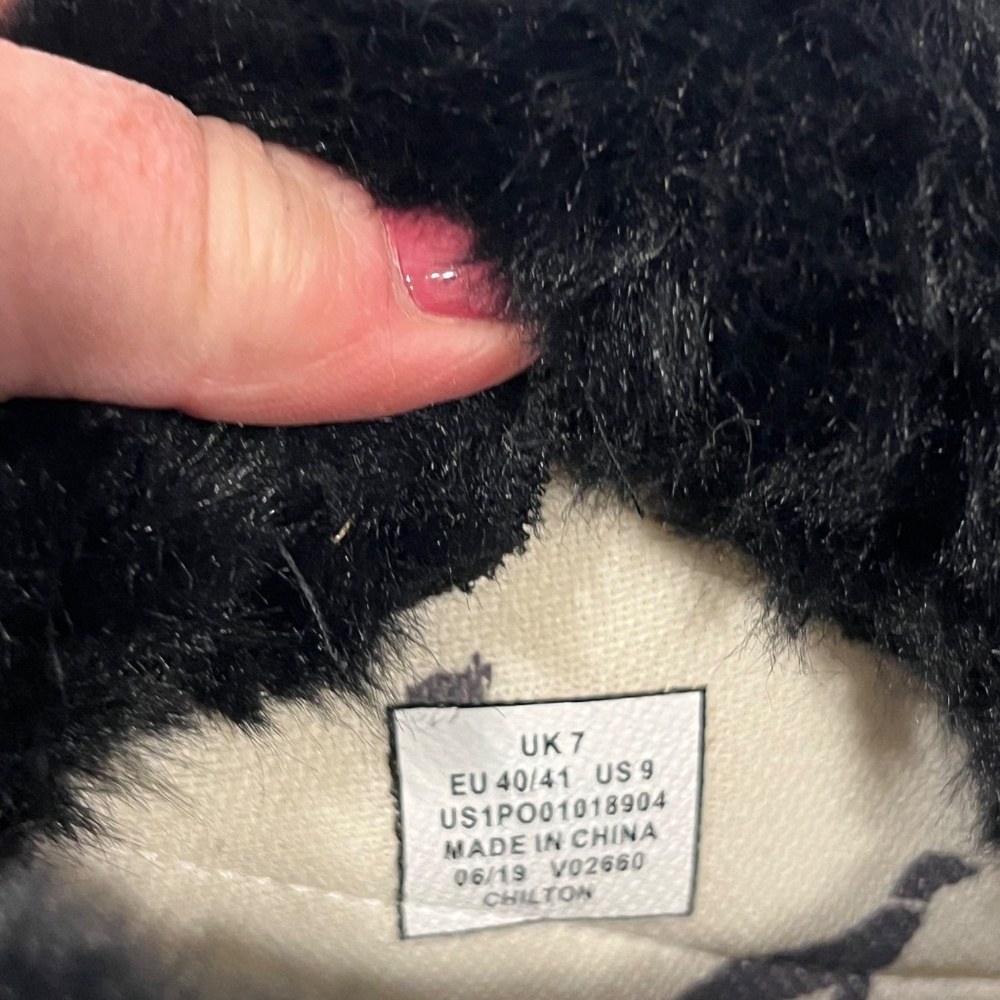 UK 7
EU 40/41 US 9
US1PO01018904
MADE IN CHINA
06/19 V02660
CHILTON